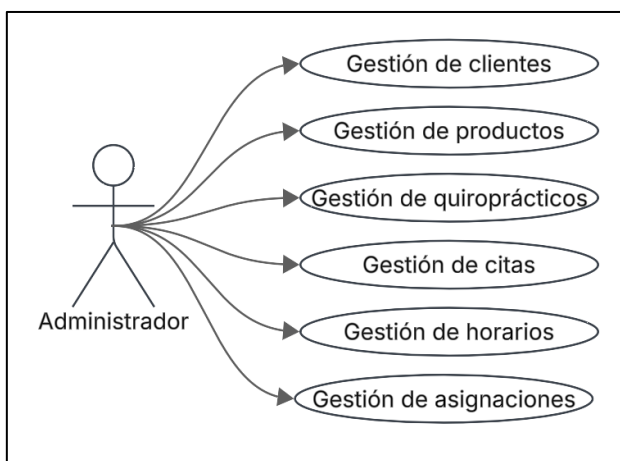 Gestión de clientes
Gestión de productos
Gestión de quiroprácticos
Gestión de citas
Administrador
Gestión de horarios
Gestión de asignaciones